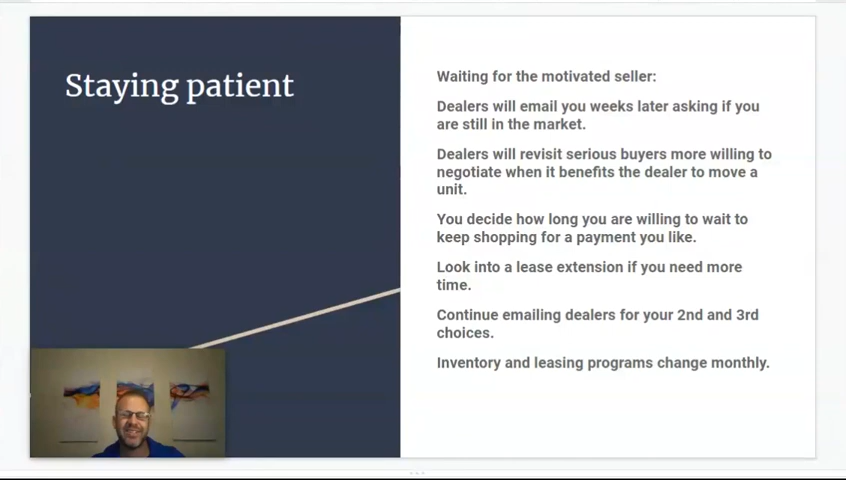 Staying patient
Waiting for the motivated seller:
Dealers will email you weeks later asking if you
are still in the market.
Dealers will revisit serious buyers more willing to
negotiate when it benefits the dealer to move a
unit.
You decide how long you are willing to wait to
keep shopping for a payment you like.
Look into a lease extension if you need more
time.
Continue emailing dealers for your 2nd and 3rd
choices.
Inventory and leasing programs change monthly.